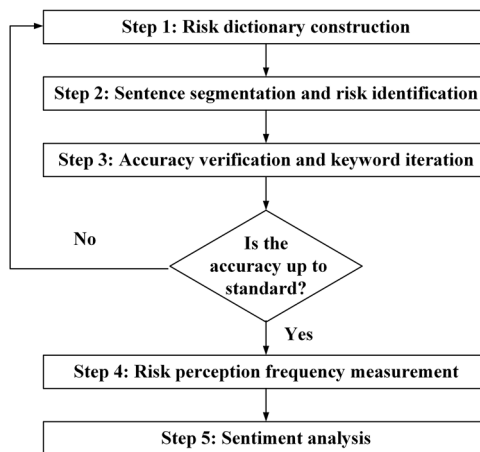 Step 1: Risk dictionary construction
Step 2: Sentence segmentation and risk identification
Step 3: Accuracy verification and keyword iteration
Is the
accuracy up to
standard?
No
Yes
Step 4: Risk perception frequency measurement
Step 5: Sentiment analysis